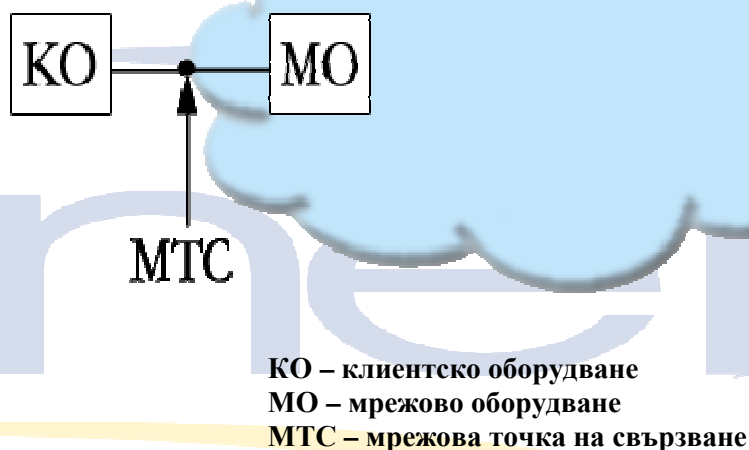 КО
МО
МТС
КО – клиентско оборудване
МО – мрежово оборудване
МТС – мрежова точка на свързване